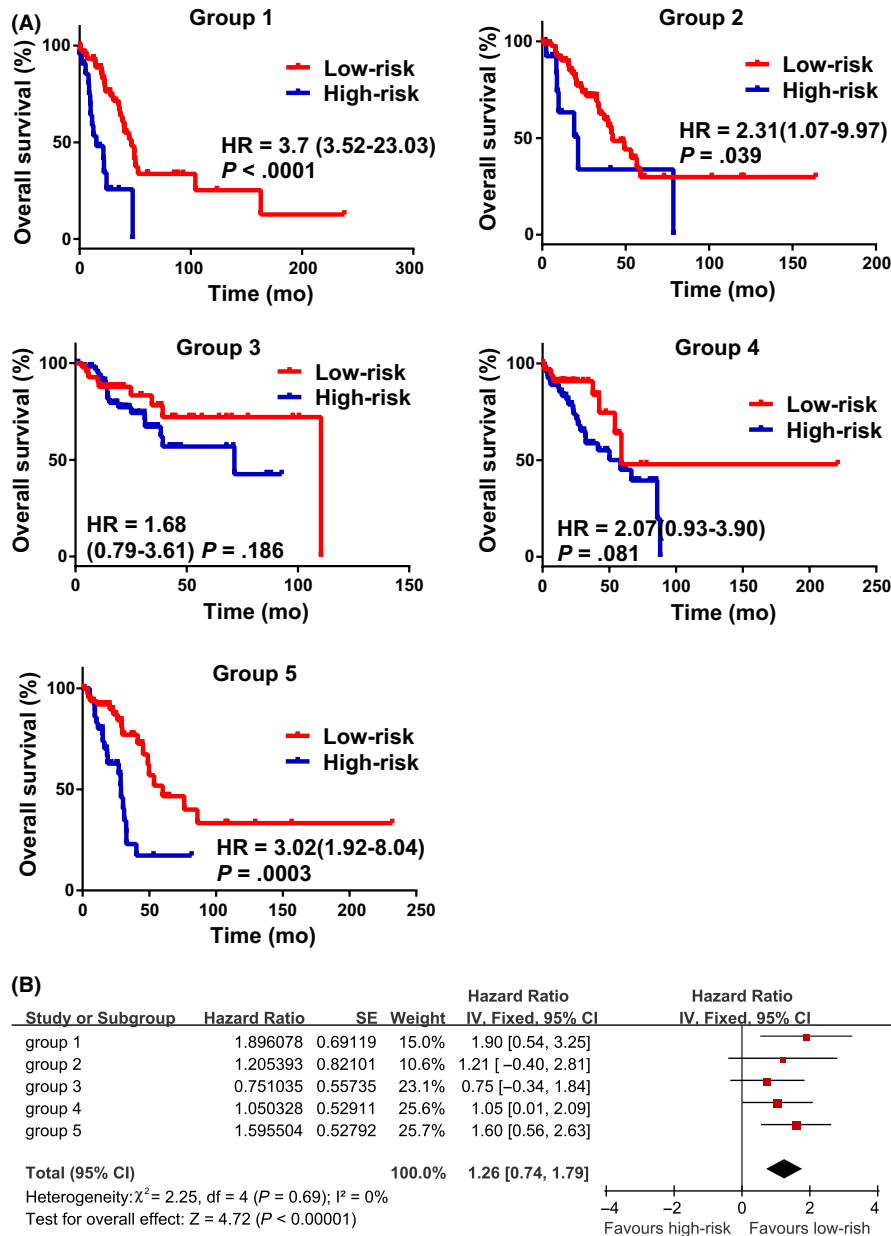 (A)
Group 1
Overall survival (%)
100
50
0
Low-risk
High-risk
HR = 3.7 (3.52-23.03)
P < .0001
0 100 200 300
Time (mo)
Group 2
Overall survival (%)
100
50
0
Low-risk
High-risk
HR = 2.31(1.07-9.97)
P = .039
0 50 100 150 200
Time (mo)
Group 3
Overall survival (%)
100
50
0
Low-risk
High-risk
HR = 1.68
(0.79-3.61) P = .186
0 50 100 150
Time (mo)
Group 4
Overall survival (%)
100
50
0
Low-risk
High-risk
HR = 2.07(0.93-3.90)
P = .081
0 50 100 150 200 250
Time (mo)
Group 5
Overall survival (%)
100
50
0
Low-risk
High-risk
HR = 3.02(1.92-8.04)
P = .0003
0 50 100 150 200 250
Time (mo)
(B)
Hazard Ratio Hazard Ratio
Study or Subgroup Hazard Ratio SE Weight IV, Fixed, 95% CI IV, Fixed, 95% CI
group 1 1.896078 0.69119 15.0% 1.90 [0.54, 3.25]
group 2 1.205393 0.82101 10.6% 1.21 [ −0.40, 2.81]
group 3 0.751035 0.55735 23.1% 0.75 [−0.34, 1.84]
group 4 1.050328 0.52911 25.6% 1.05 [0.01, 2.09]
group 5 1.595504 0.52792 25.7% 1.60 [0.56, 2.63]
Total (95% CI) 100.0% 1.26 [0.74, 1.79]
Heterogeneity:χ² = 2.25, df = 4 (P = 0.69); I² = 0%
Test for overall effect: Z = 4.72 (P < 0.00001)
−4 −2 0 2 4
Favours high-risk Favours low-rish